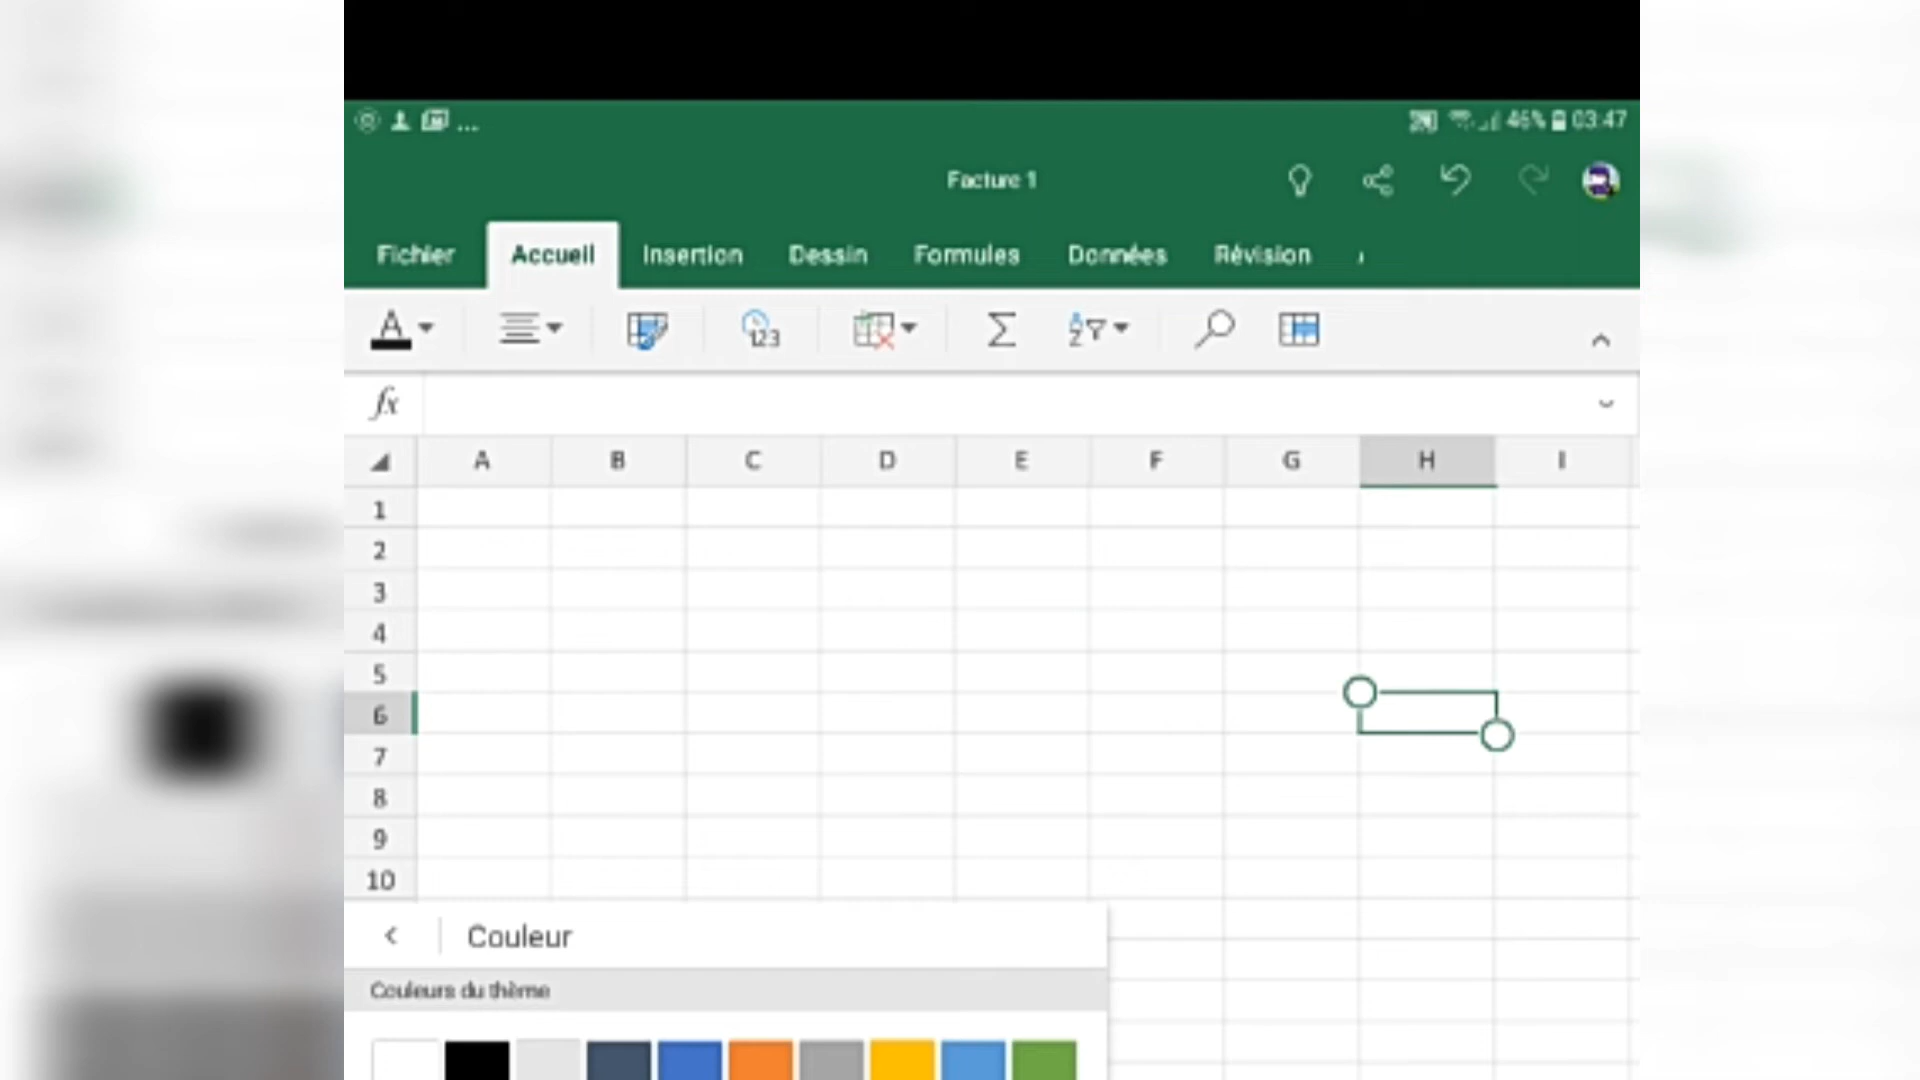 ... 46% 03:47
Facture 1
Fichier Accueil Insertion Dessin Formules Données Révision
A 123 Σ A Z
fx
A B C D E F G H I
1
2
3
4
5
6
7
8
9
10
< Couleur
Couleurs du thème